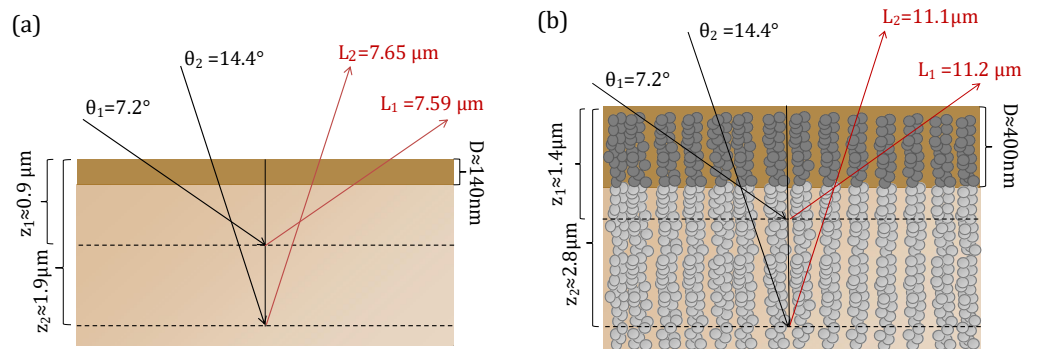 (a)
θ₂ =14.4°
L₂=7.65 μm
θ₁=7.2°
L₁ =7.59 μm
z₁≈0.9 μm
z₂≈1.9μm
D≈140nm
(b)
θ₂ =14.4°
L₂=11.1μm
θ₁=7.2°
L₁ =11.2 μm
z₁≈1.4μm
z₂≈2.8μm
D≈400nm